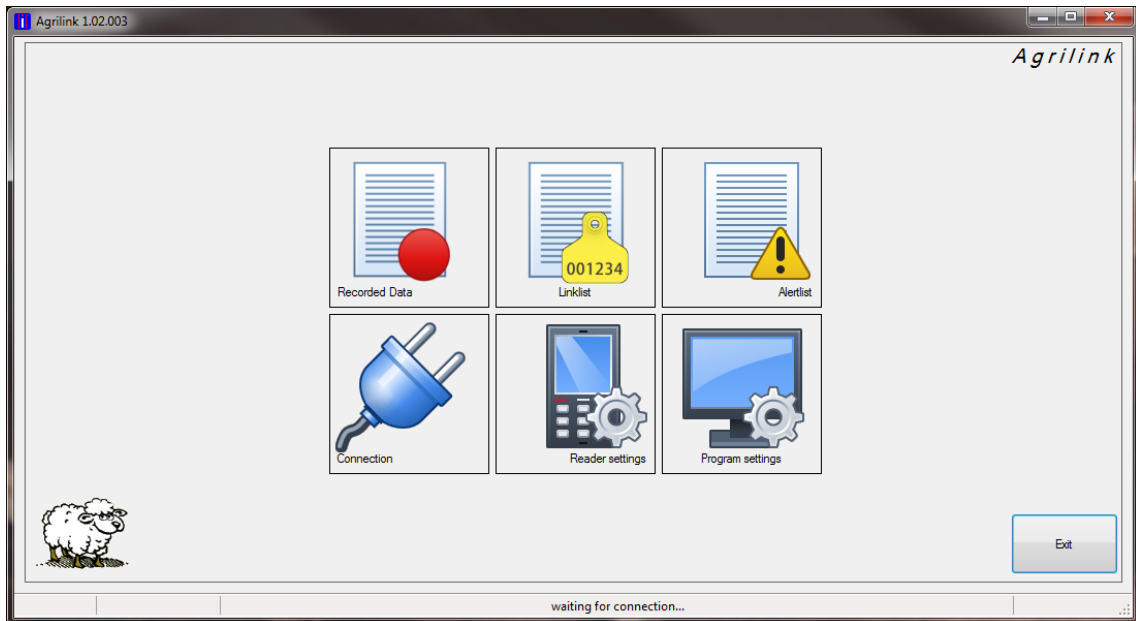 Agrilink 1.02.003
Agrilink
001234
Recorded Data
Linklist
Alertlist
Connection
Reader settings
Program settings
Exit
waiting for connection...